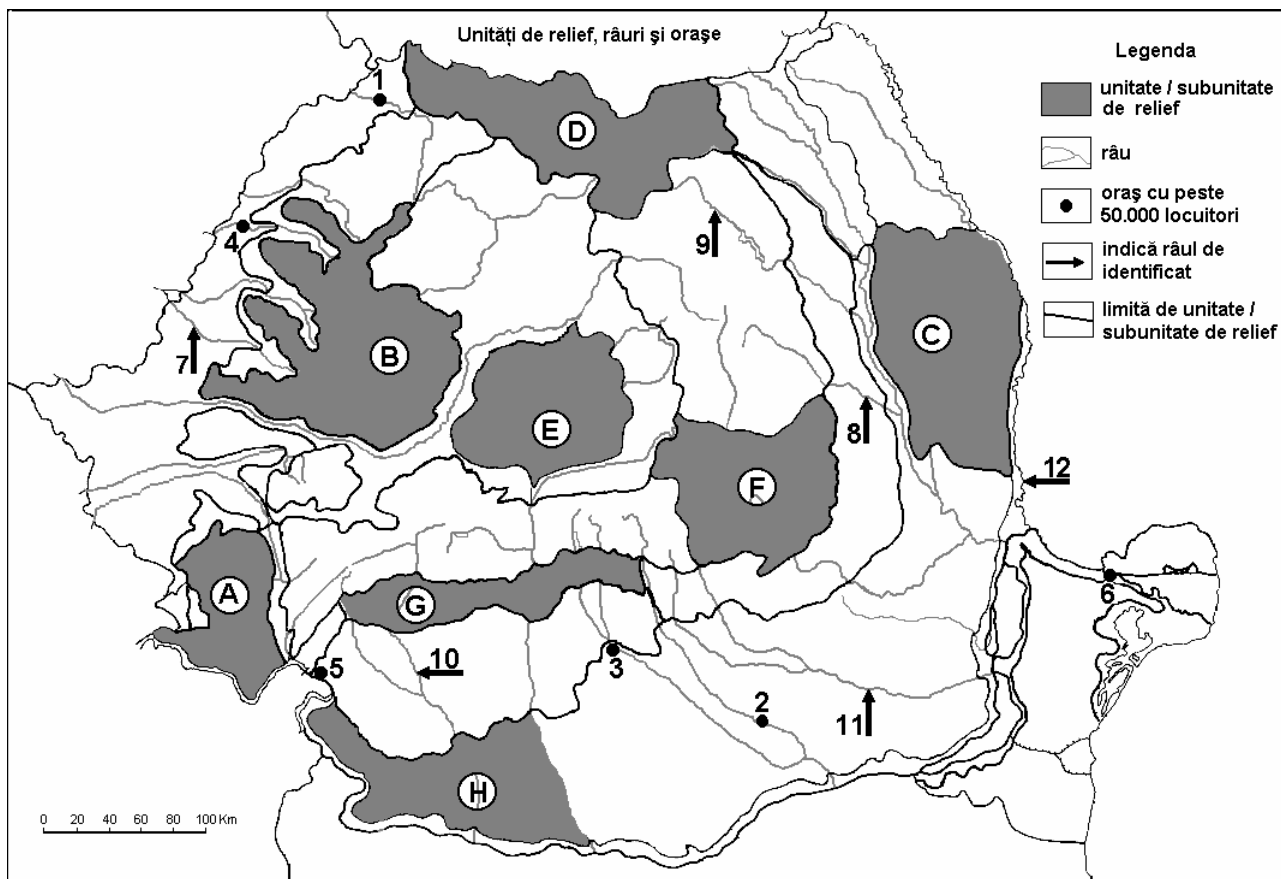 Unități de relief, râuri și orașe
Legenda
unitate / subunitate
de relief
râu
oraș cu peste
50.000 locuitori
indică râul de
identificat
limită de unitate /
subunitate de relief
1
D
4
9
C
B
7
E
8
F
12
A
G
6
5
10
3
2
11
H
0 20 40 60 80 100 Km